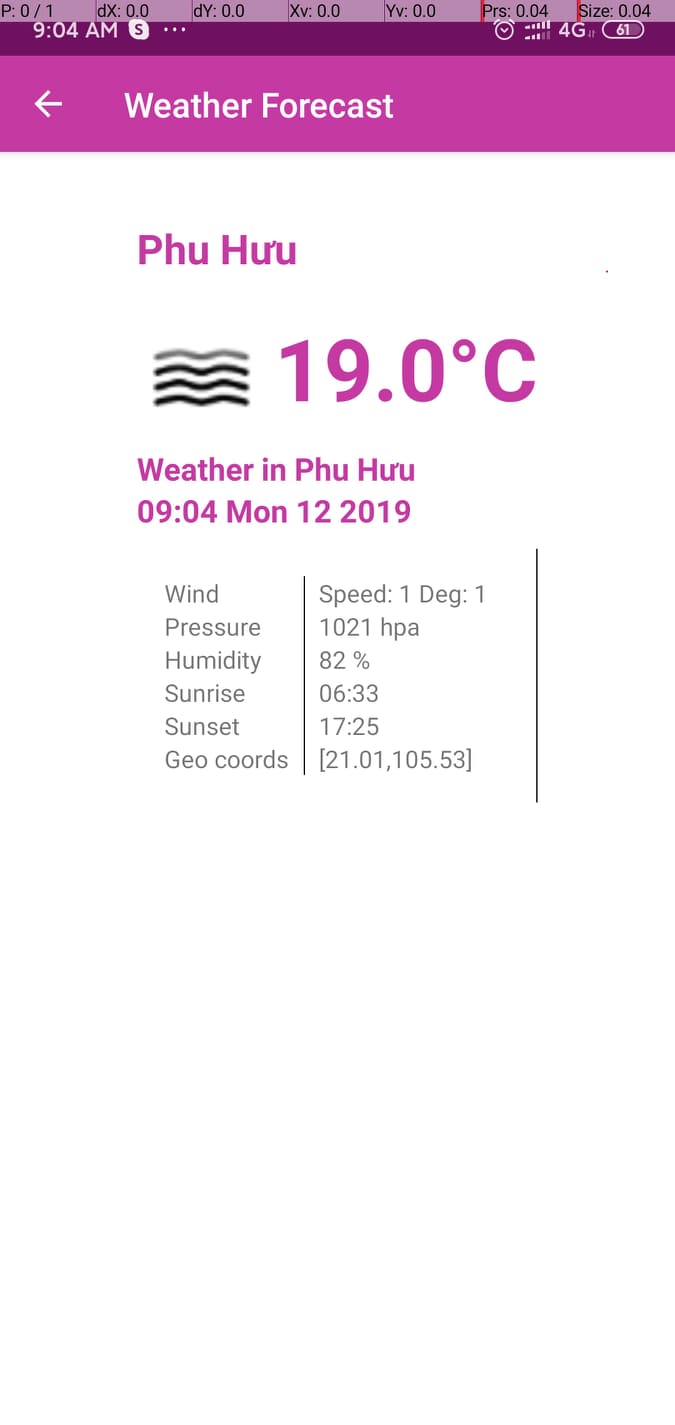 P: 0 / 1 dX: 0.0 dY: 0.0 Xv: 0.0 Yv: 0.0 Prs: 0.04 Size: 0.04
9:04 AM S ... 4G 61
Weather Forecast
Phu Hưu
19.0°C
Weather in Phu Hưu
09:04 Mon 12 2019
Wind Speed: 1 Deg: 1
Pressure 1021 hpa
Humidity 82 %
Sunrise 06:33
Sunset 17:25
Geo coords [21.01,105.53]